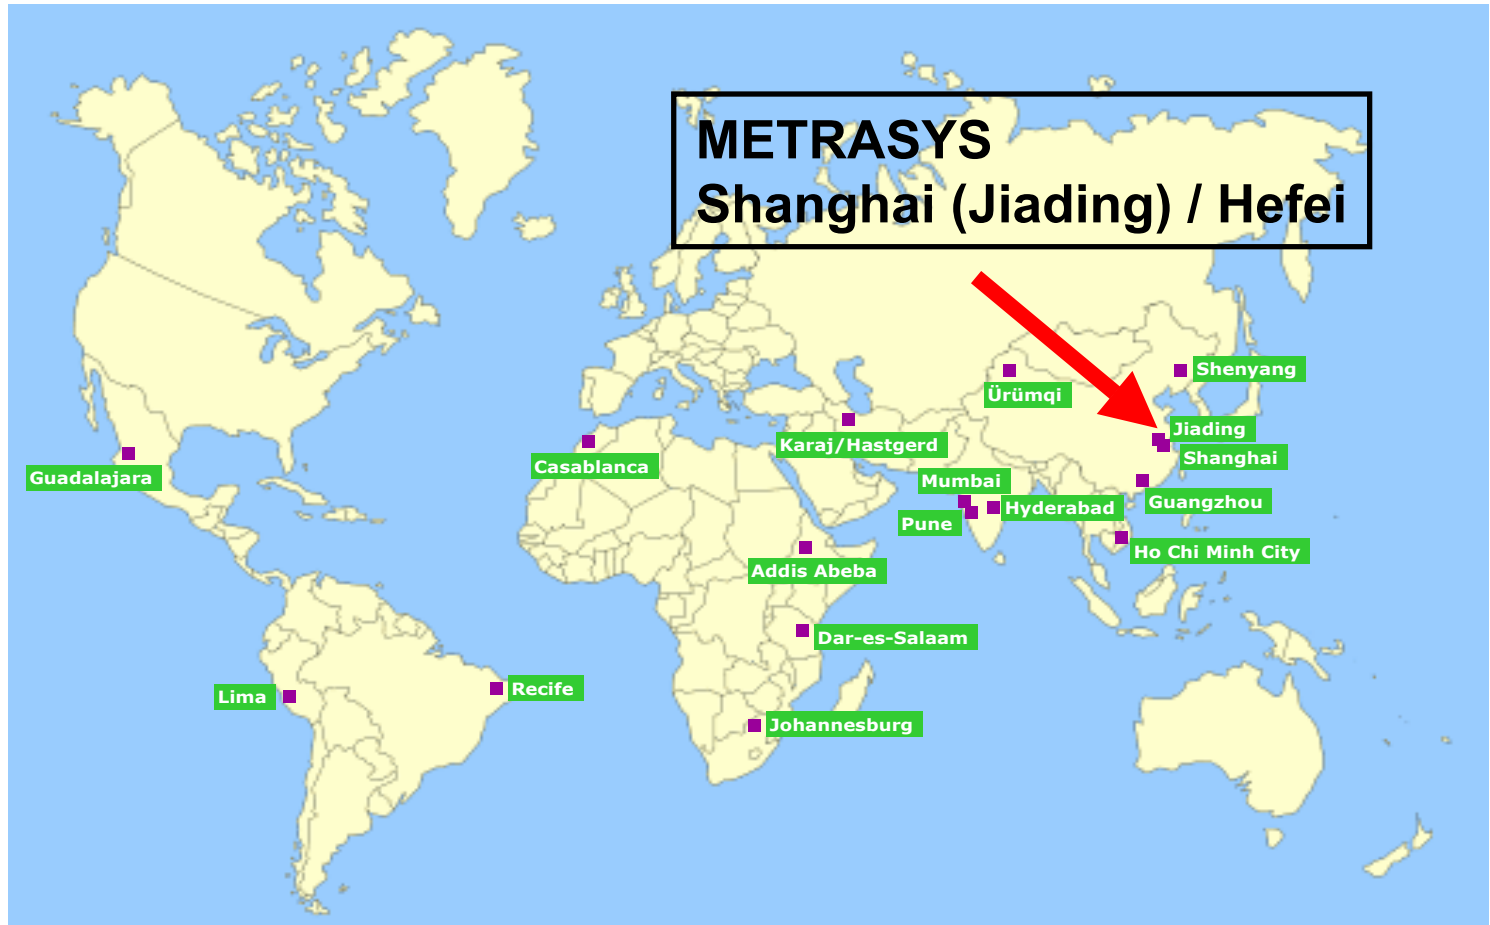 METRASYS
Shanghai (Jiading) / Hefei
Shenyang
Ürümqi
Jiading
Karaj/Hastgerd
Shanghai
Casablanca
Guadalajara
Mumbai
Guangzhou
Hyderabad
Pune
Ho Chi Minh City
Addis Abeba
Dar-es-Salaam
Recife
Lima
Johannesburg